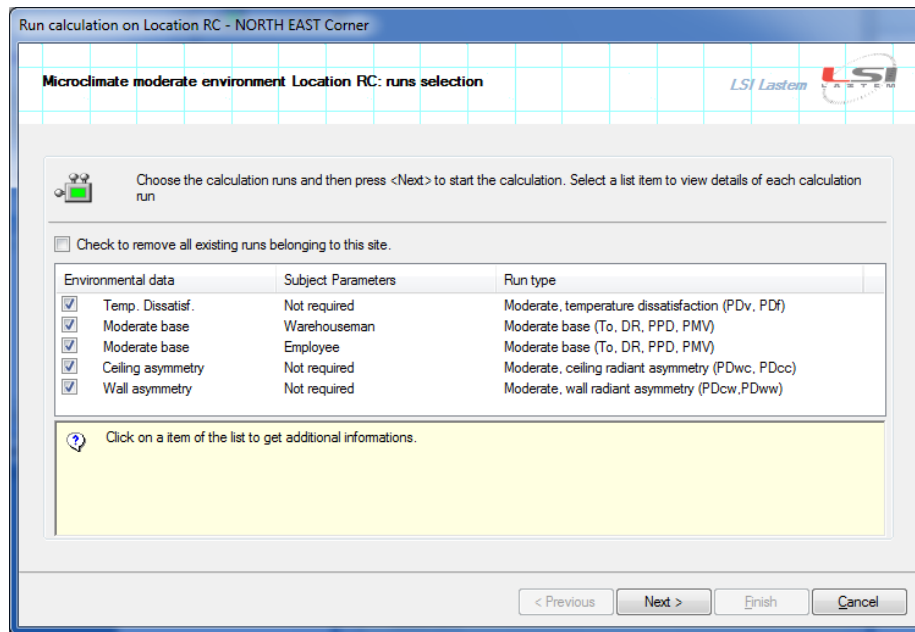 Run calculation on Location RC - NORTH EAST Corner
Microclimate moderate environment Location RC: runs selection
LSI Lastem
LSI
LASTEM
Choose the calculation runs and then press <Next> to start the calculation. Select a list item to view details of each calculation
run
Check to remove all existing runs belonging to this site.
Environmental data Subject Parameters Run type
Temp. Dissatisf. Not required Moderate, temperature dissatisfaction (PDv, PDf)
Moderate base Warehouseman Moderate base (To, DR, PPD, PMV)
Moderate base Employee Moderate base (To, DR, PPD, PMV)
Ceiling asymmetry Not required Moderate, ceiling radiant asymmetry (PDwc, PDcc)
Wall asymmetry Not required Moderate, wall radiant asymmetry (PDcw,PDww)
Click on a item of the list to get additional informations.
< Previous Next > Finish Cancel